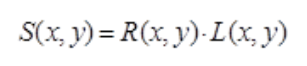 S(x, y) = R(x, y)·L(x, y)